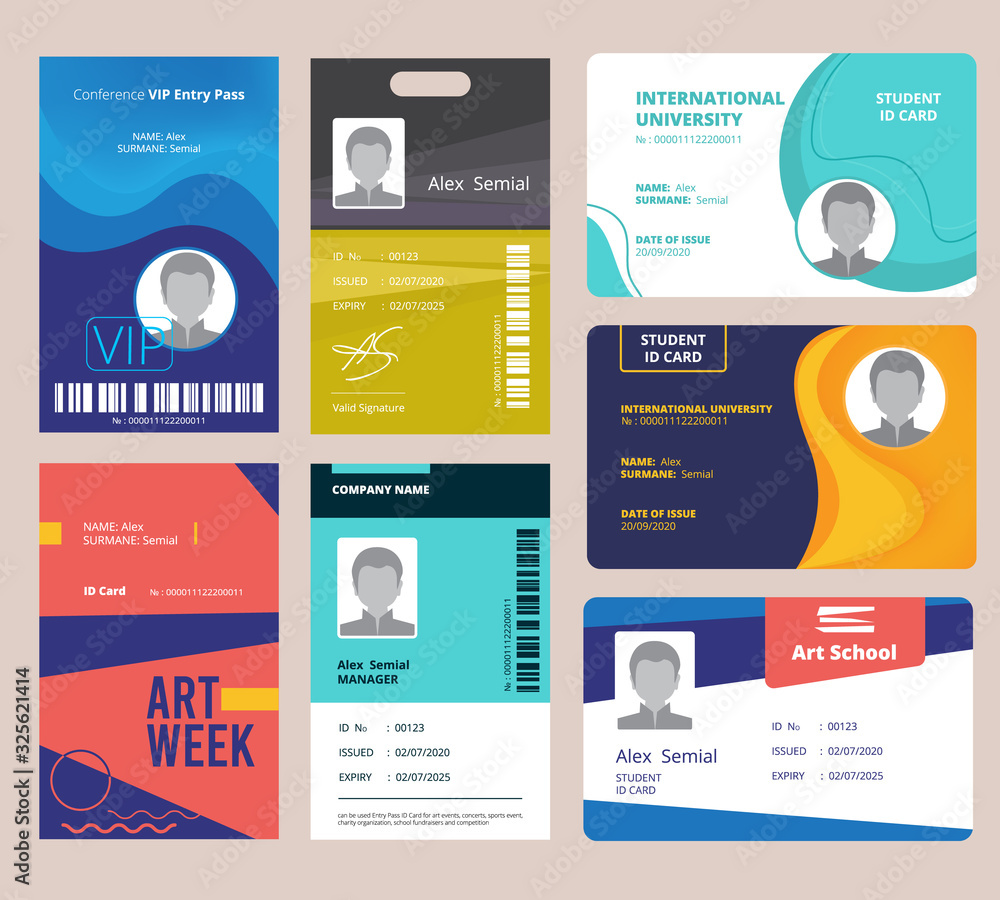 Conference VIP Entry Pass
NAME: Alex
SURMANE: Semial
VIP
№ : 000011122200011
Alex Semial
ID No : 00123
ISSUED : 02/07/2020
EXPIRY : 02/07/2025
Valid Signature
№ : 000011122200011
INTERNATIONAL
UNIVERSITY
№ : 000011122200011
STUDENT
ID CARD
NAME: Alex
SURMANE: Semial
DATE OF ISSUE
20/09/2020
STUDENT
ID CARD
INTERNATIONAL UNIVERSITY
№ : 000011122200011
NAME: Alex
SURMANE: Semial
DATE OF ISSUE
20/09/2020
NAME: Alex
SURMANE: Semial
ID Card № : 000011122200011
ART
WEEK
COMPANY NAME
Alex Semial
MANAGER
№ : 000011122200011
ID No : 00123
ISSUED : 02/07/2020
EXPIRY : 02/07/2025
can be used Entry Pass ID Card for art events, concerts, sports event,
charity organization, school fundraisers and competition
Art School
Alex Semial
STUDENT
ID CARD
ID No : 00123
ISSUED : 02/07/2020
EXPIRY : 02/07/2025
Adobe Stock | #325621414